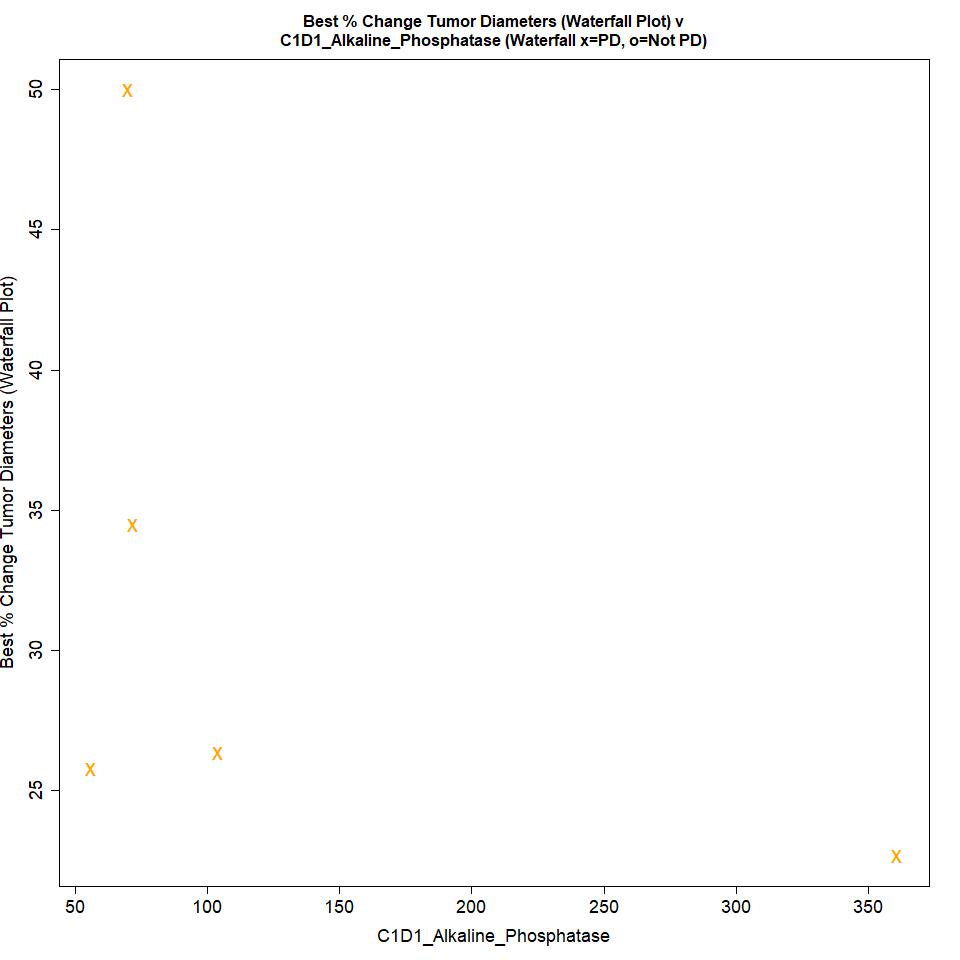 Best % Change Tumor Diameters (Waterfall Plot) v
C1D1_Alkaline_Phosphatase (Waterfall x=PD, o=Not PD)
Best % Change Tumor Diameters (Waterfall Plot)
50
45
40
35
30
25
X
X
X
X
X
50 100 150 200 250 300 350
C1D1_Alkaline_Phosphatase